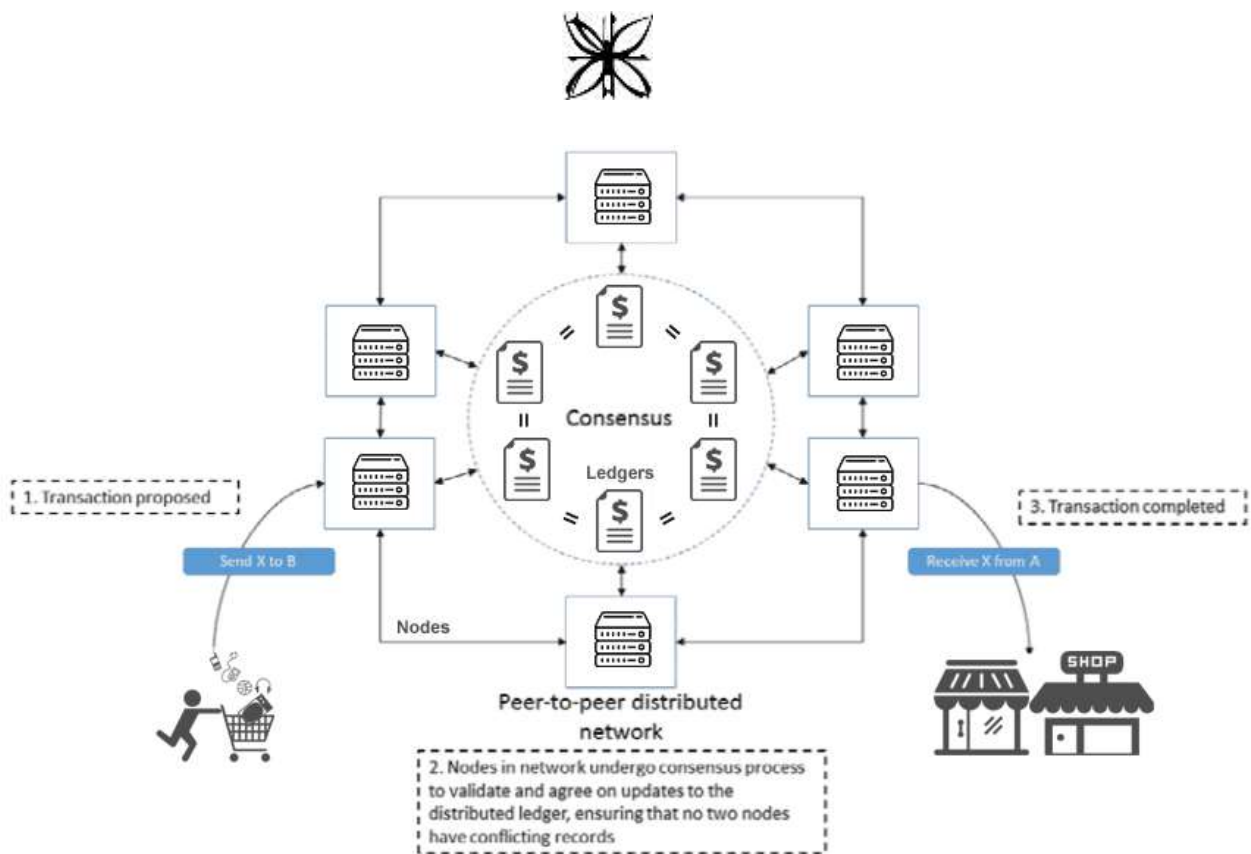 Consensus
Ledgers
1. Transaction proposed
Send X to B
3. Transaction completed
Receive X from A
Nodes
SHOP
Peer-to-peer distributed
network
2. Nodes in network undergo consensus process
to validate and agree on updates to the
distributed ledger, ensuring that no two nodes
have conflicting records